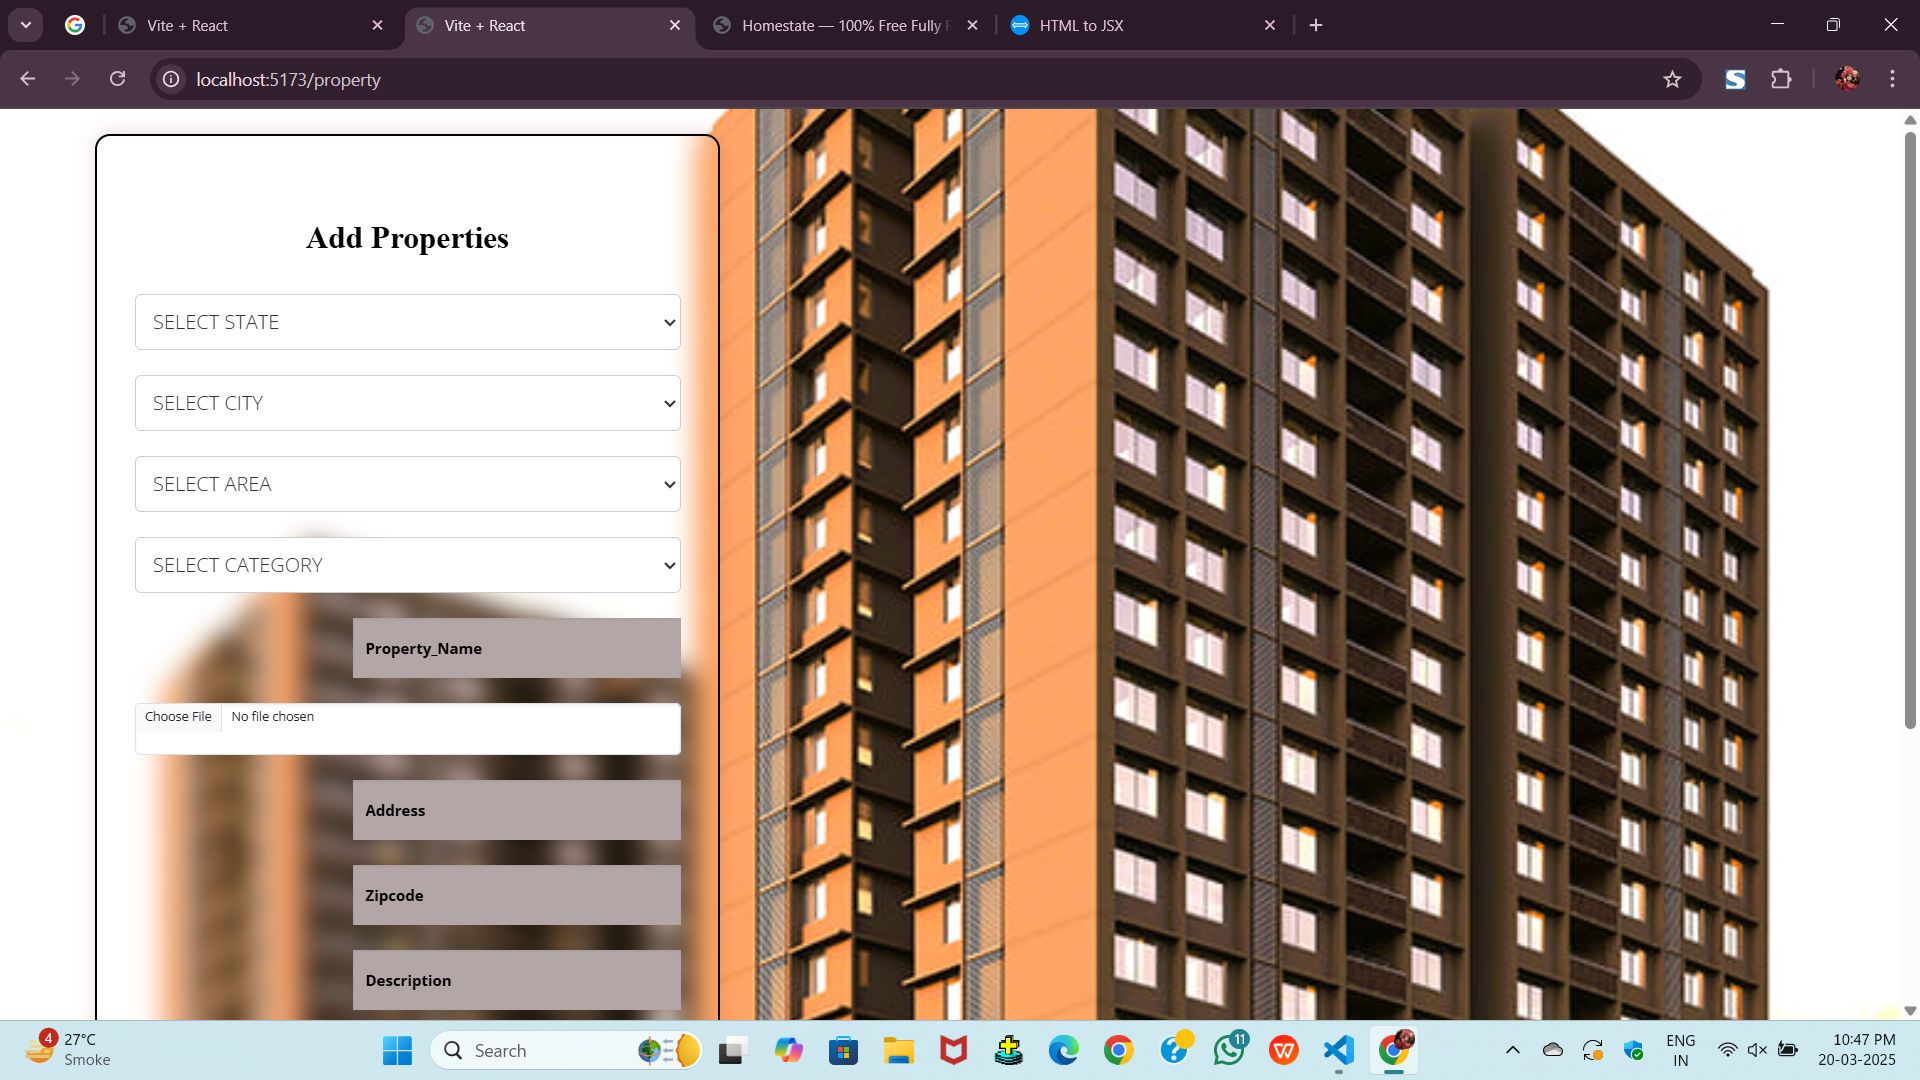 Vite + React
Vite + React
Homestate — 100% Free Fully
HTML to JSX
localhost:5173/property
Add Properties
SELECT STATE
SELECT CITY
SELECT AREA
SELECT CATEGORY
Property_Name
Choose File No file chosen
Address
Zipcode
Description
4
27°C
Smoke
Search
11
ENG
IN
10:47 PM
20-03-2025